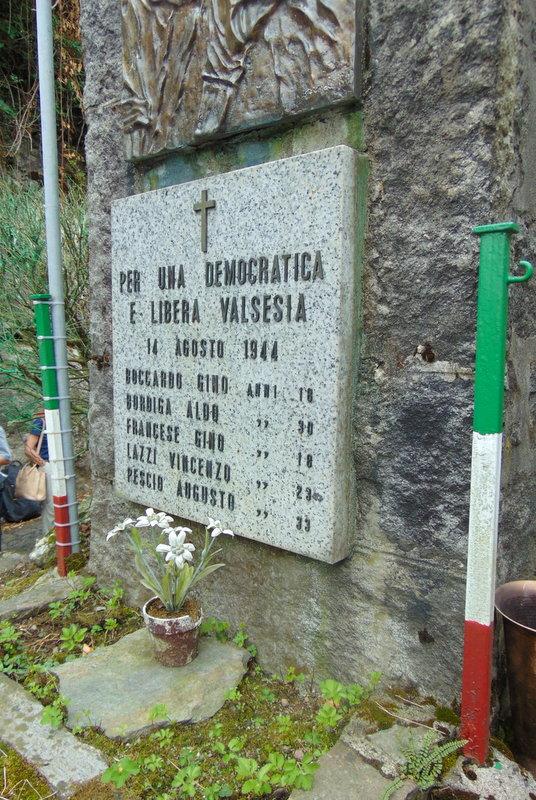 PER UNA DEMOCRATICA
E LIBERA VALSESIA
14 AGOSTO 1944
BOCCARDO GINO ANNI 18
BORDIGA ALDO " 30
FRANCESE GINO " 18
LAZZI VINCENZO " 23
PESCIO AUGUSTO " 33